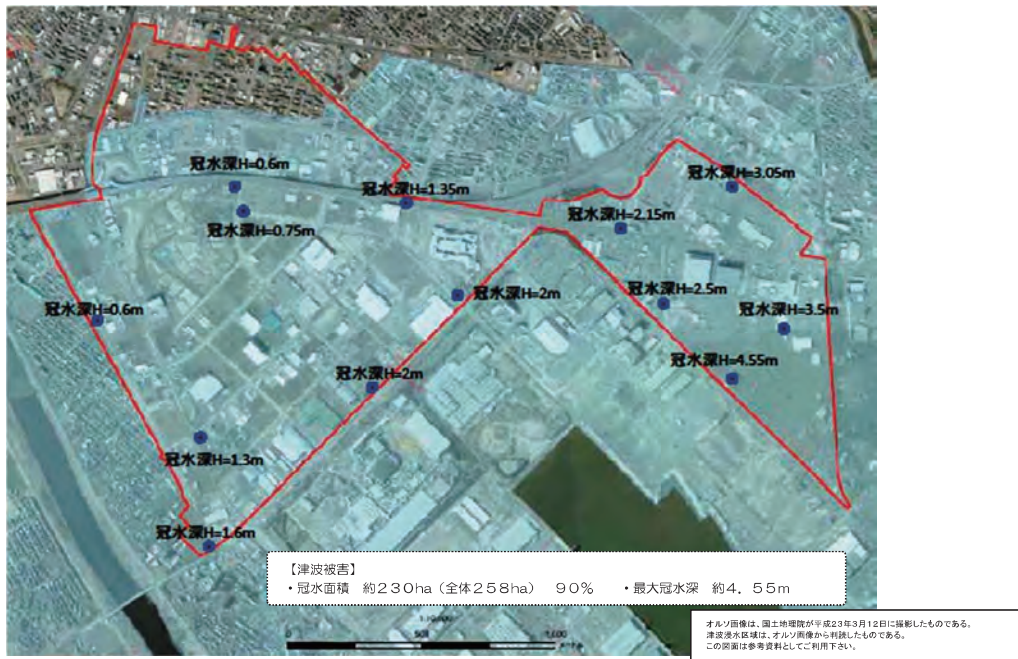 冠水深H=0.6m
冠水深H=1.35m
冠水深H=3.05m
冠水深H=0.75m
冠水深H=2.15m
冠水深H=0.6m
冠水深H=2m
冠水深H=2.5m
冠水深H=3.5m
冠水深H=2m
冠水深H=4.55m
冠水深H=1.3m
冠水深H=1.6m
【津波被害】
・冠水面積　約230ha（全体258ha）　90%　・最大冠水深　約4．55m
0 500 1,000
オルソ画像は、国土地理院が平成23年3月12日に撮影したものである。
津波浸水区域は、オルソ画像から判読したものである。
この図面は参考資料としてご利用下さい。